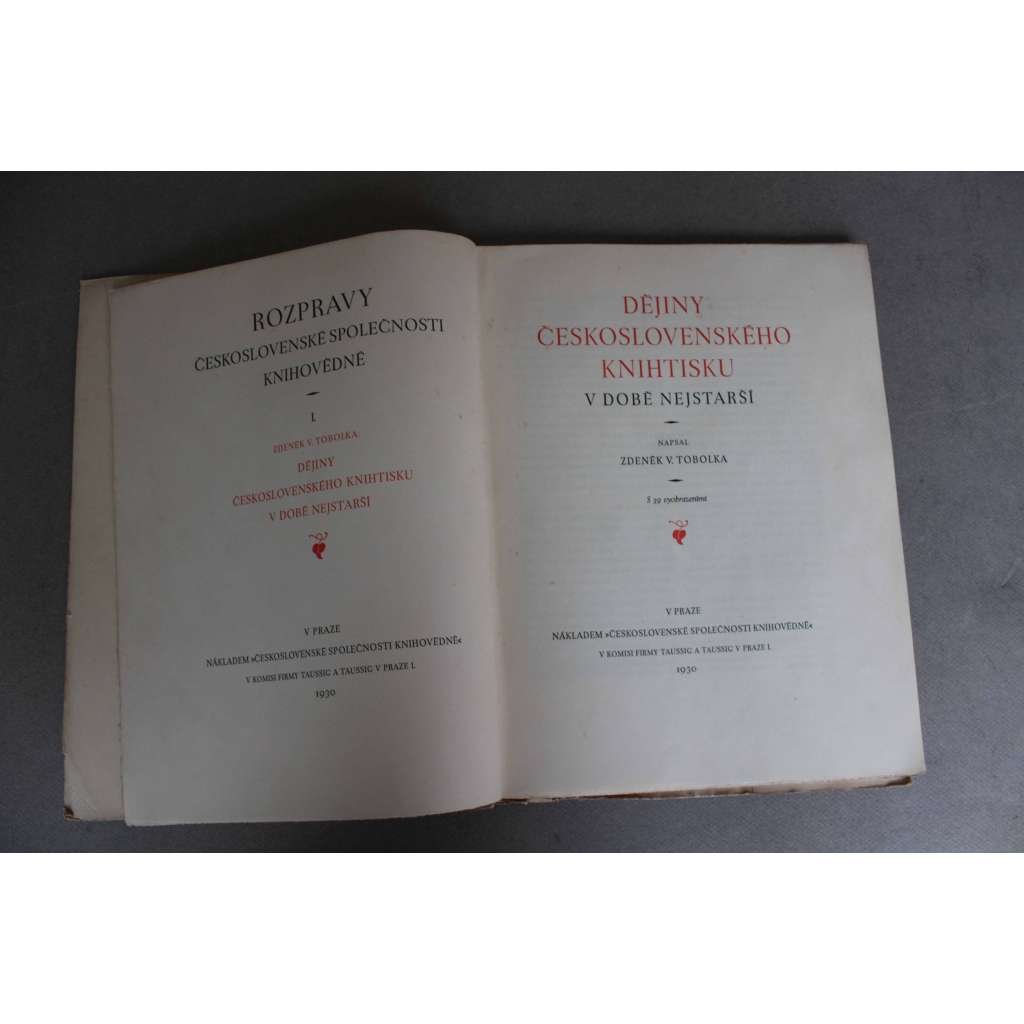 ROZPRAVY
ČESKOSLOVENSKÉ SPOLEČNOSTI
KNIHOVĚDNÉ
I.
ZDENĚK V. TOBOLKA:
DĚJINY
ČESKOSLOVENSKÉHO KNIHTISKU
V DOBĚ NEJSTARŠÍ
V PRAZE
NÁKLADEM »ČESKOSLOVENSKÉ SPOLEČNOSTI KNIHOVĚDNÉ«
V KOMISI FIRMY TAUSSIG A TAUSSIG V PRAZE I.
1930
DĚJINY
ČESKOSLOVENSKÉHO
KNIHTISKU
V DOBĚ NEJSTARŠÍ
NAPSAL
ZDENĚK V. TOBOLKA
S 39 vyobrazeními
V PRAZE
NÁKLADEM »ČESKOSLOVENSKÉ SPOLEČNOSTI KNIHOVĚDNÉ«
V KOMISI FIRMY TAUSSIG A TAUSSIG V PRAZE I.
1930